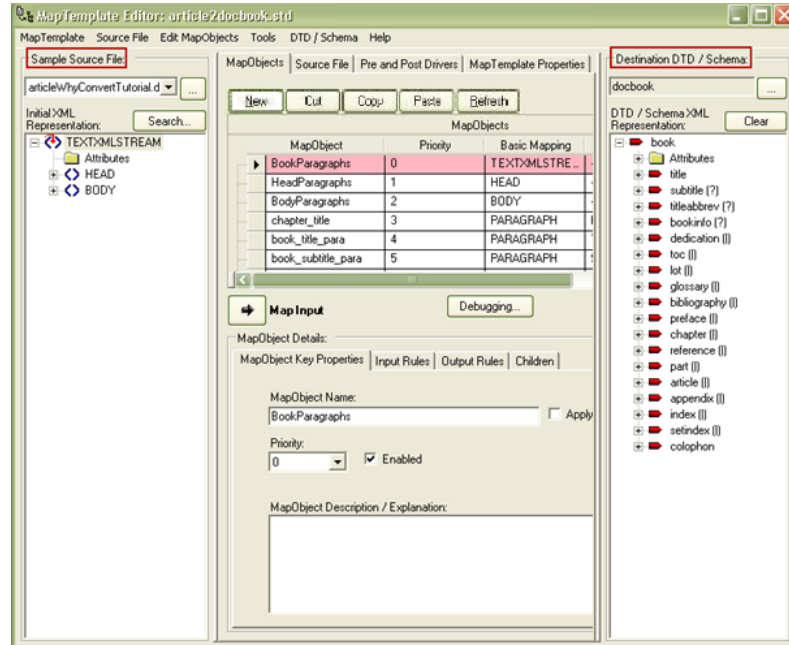 MapTemplate Editor: article2docbook.std
MapTemplate Source File Edit MapObjects Tools DTD / Schema Help
Sample Source File:
articleWhyConvertTutorial.d
...
Initial XML
Representation:
Search...
TEXTXMLSTREAM
Attributes
HEAD
BODY
MapObjects Source File Pre and Post Drivers MapTemplate Properties
New Cut Copy Paste Refresh
MapObjects
MapObject Priority Basic Mapping
BookParagraphs 0 TEXTXMLSTRE...
HeadParagraphs 1 HEAD
BodyParagraphs 2 BODY
chapter_title 3 PARAGRAPH
book_title_para 4 PARAGRAPH
book_subtitle_para 5 PARAGRAPH
Map Input
Debugging...
MapObject Details:
MapObject Key Properties Input Rules Output Rules Children
MapObject Name:
BookParagraphs
Apply
Priority:
0
Enabled
MapObject Description / Explanation:
Destination DTD / Schema:
docbook
...
DTD / Schema XML
Representation:
Clear
book
Attributes
title
subtitle (?)
titleabbrev (?)
bookinfo (?)
dedication (|)
toc (|)
lot (|)
glossary (|)
bibliography (|)
preface (|)
chapter (|)
reference (|)
part (|)
article (|)
appendix (|)
index (|)
setindex (|)
colophon